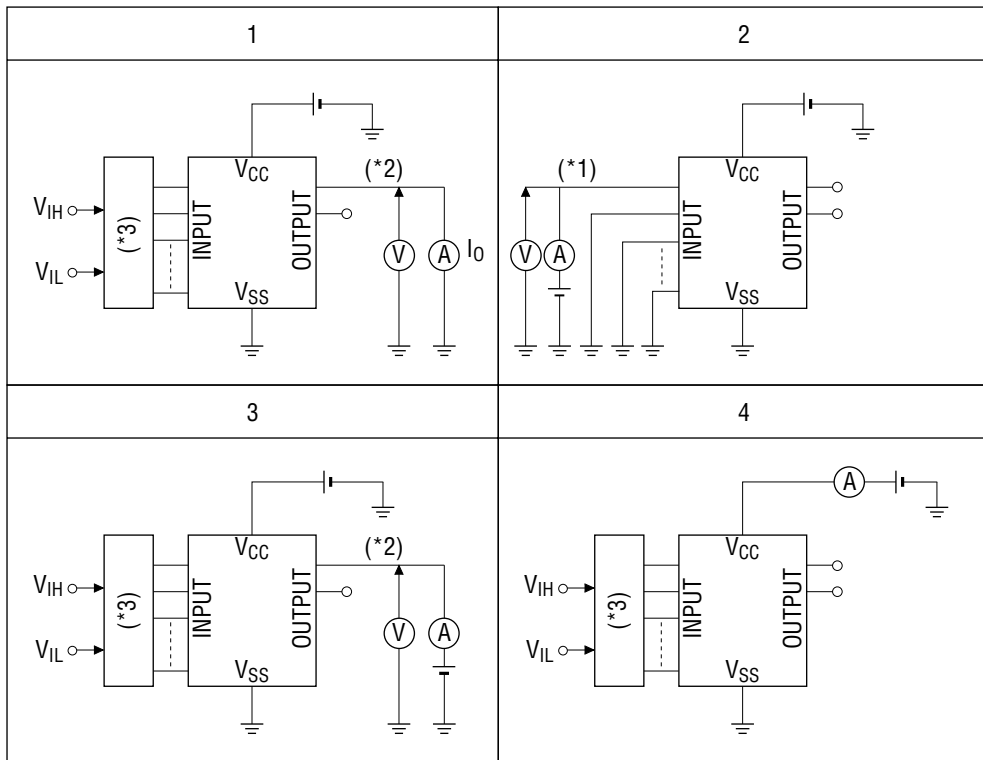 1
2
VCC
(*2)
VIH
VIL
(*3)
INPUT
OUTPUT
V
A
IO
VSS
VCC
(*1)
V
A
INPUT
OUTPUT
VSS
3
4
VCC
(*2)
VIH
VIL
(*3)
INPUT
OUTPUT
V
A
VSS
A
VCC
VIH
VIL
(*3)
INPUT
OUTPUT
VSS